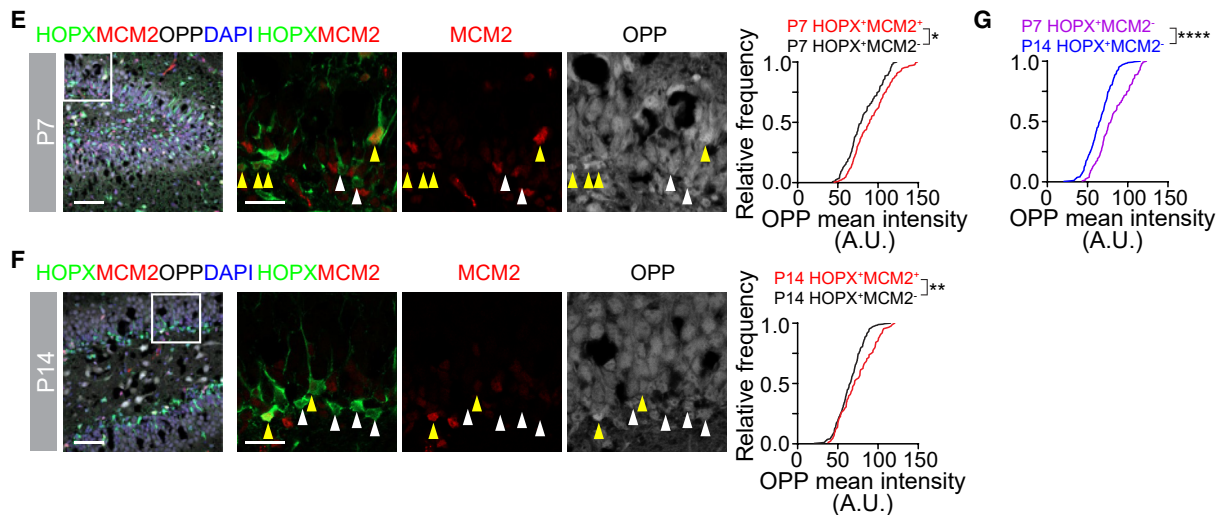 E
HOPXMCM2OPPDAPI HOPXMCM2 MCM2 OPP
P7
P7 HOPX⁺MCM2⁺
P7 HOPX⁺MCM2⁻
*
Relative frequency
1.0
0.5
0.0
0 50 100 150
OPP mean intensity
(A.U.)
G
P7 HOPX⁺MCM2⁻
P14 HOPX⁺MCM2⁻
****
1.0
0.5
0.0
0 50 100 150
OPP mean intensity
(A.U.)
F
HOPXMCM2OPPDAPI HOPXMCM2 MCM2 OPP
P14
P14 HOPX⁺MCM2⁺
P14 HOPX⁺MCM2⁻
**
Relative frequency
1.0
0.5
0.0
0 50 100 150
OPP mean intensity
(A.U.)